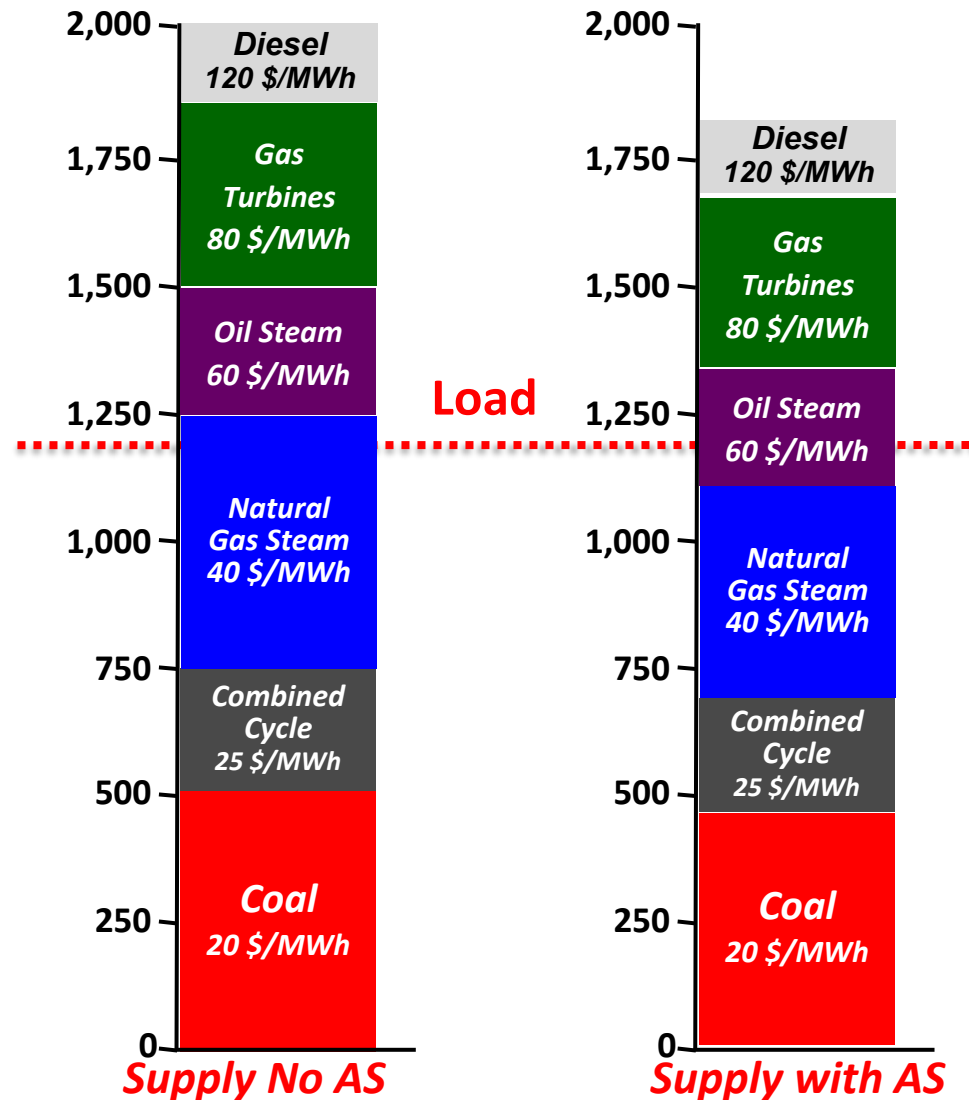 2,000
1,750
1,500
1,250
1,000
750
500
250
0
Diesel
120 $/MWh
Gas
Turbines
80 $/MWh
Oil Steam
60 $/MWh
Natural
Gas Steam
40 $/MWh
Combined
Cycle
25 $/MWh
Coal
20 $/MWh
Supply No AS
Load
2,000
1,750
1,500
1,250
1,000
750
500
250
0
Diesel
120 $/MWh
Gas
Turbines
80 $/MWh
Oil Steam
60 $/MWh
Natural
Gas Steam
40 $/MWh
Combined
Cycle
25 $/MWh
Coal
20 $/MWh
Supply with AS